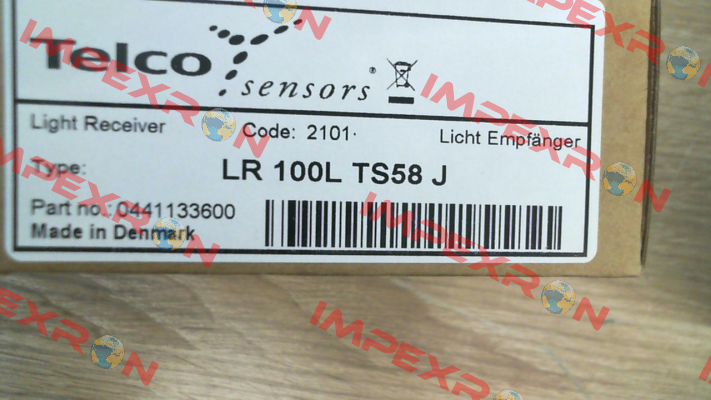 Telco
sensors®
Light Receiver Code: 2101· Licht Empfänger
Type: LR 100L TS58 J
Part no.: 0441133600
Made in Denmark
IMPEXRON
IMPEXRON
IMPEXRON
IMPEXRON
IMPEXRON
IMPEXRON